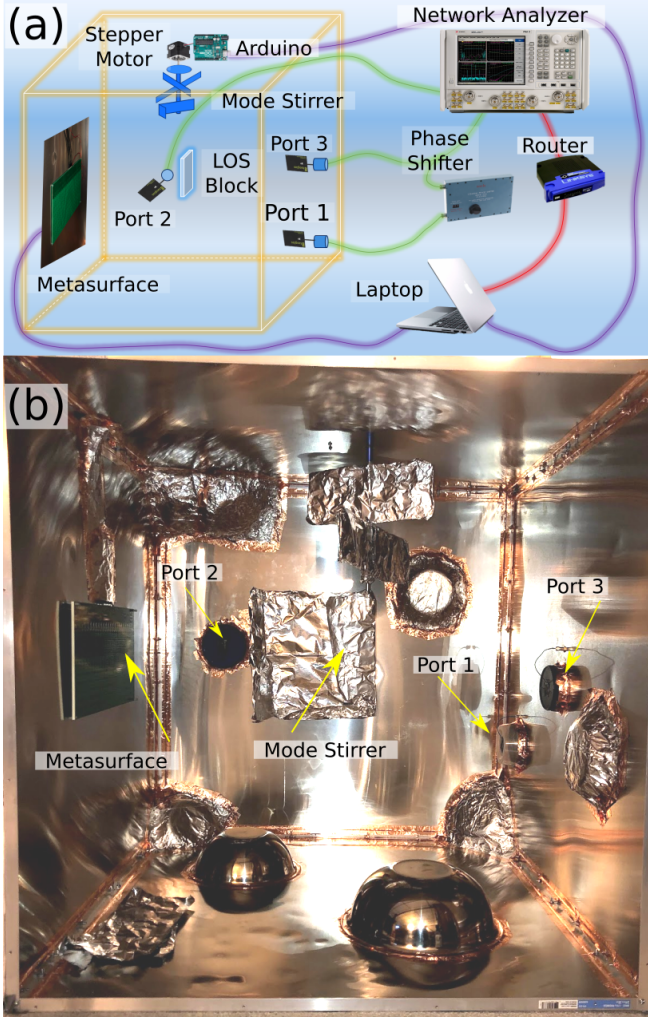 (a)
Network Analyzer
Stepper
Motor
Arduino
Mode Stirrer
LOS
Block
Port 3
Phase
Shifter
Router
Port 2
Port 1
Metasurface
Laptop
(b)
Port 2
Port 3
Port 1
Metasurface
Mode Stirrer